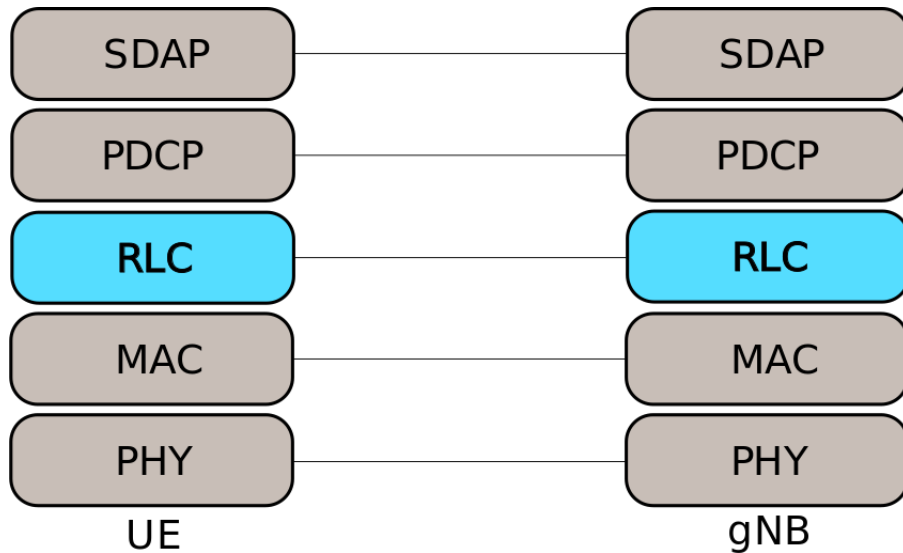 SDAP SDAP
PDCP PDCP
RLC RLC
MAC MAC
PHY PHY
UE gNB